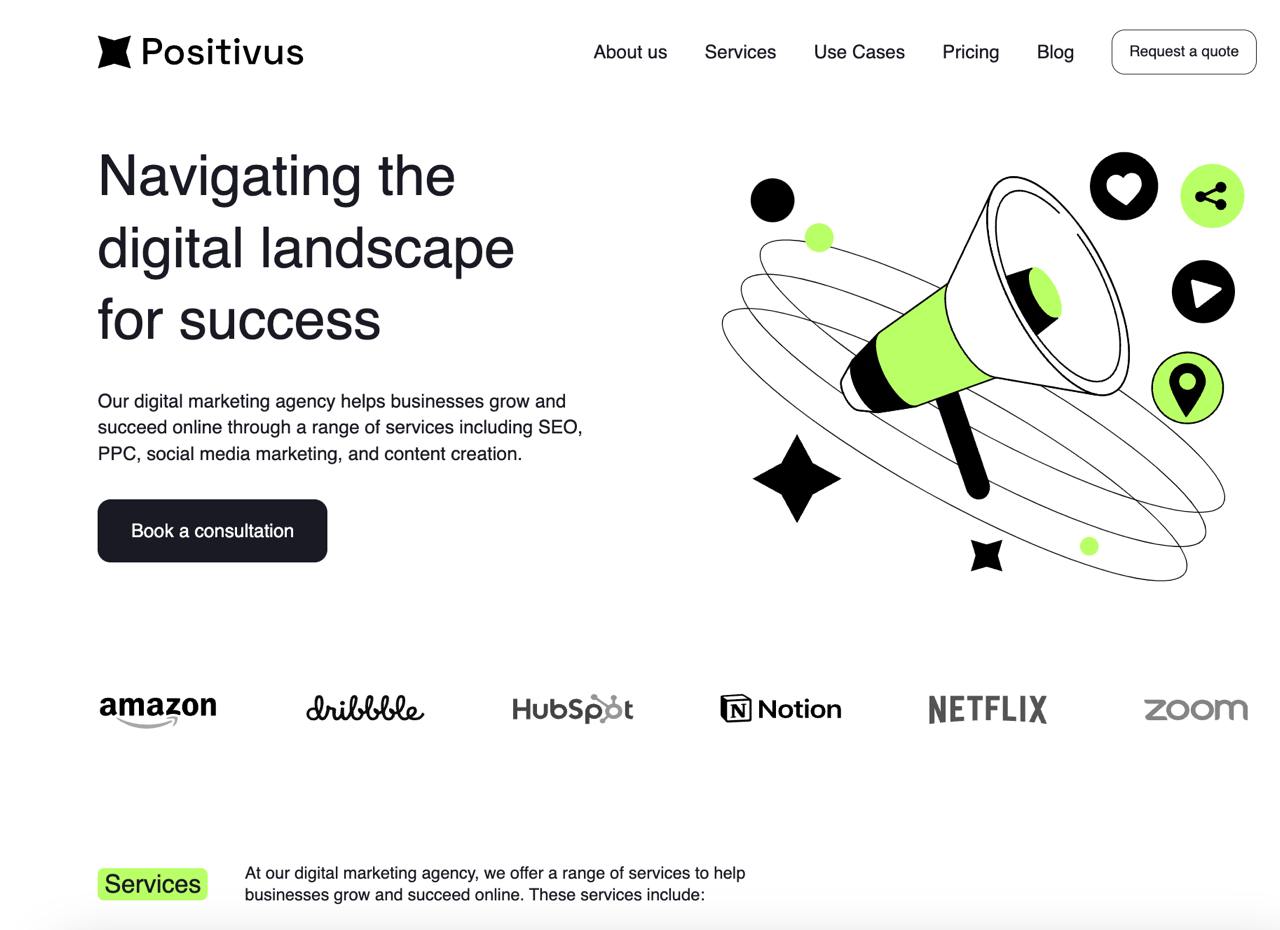 Positivus
About us
Services
Use Cases
Pricing
Blog
Request a quote
Navigating the
digital landscape
for success
Our digital marketing agency helps businesses grow and
succeed online through a range of services including SEO,
PPC, social media marketing, and content creation.
Book a consultation
amazon
dribbble
HubSpot
N
Notion
NETFLIX
zoom
Services
At our digital marketing agency, we offer a range of services to help
businesses grow and succeed online. These services include: